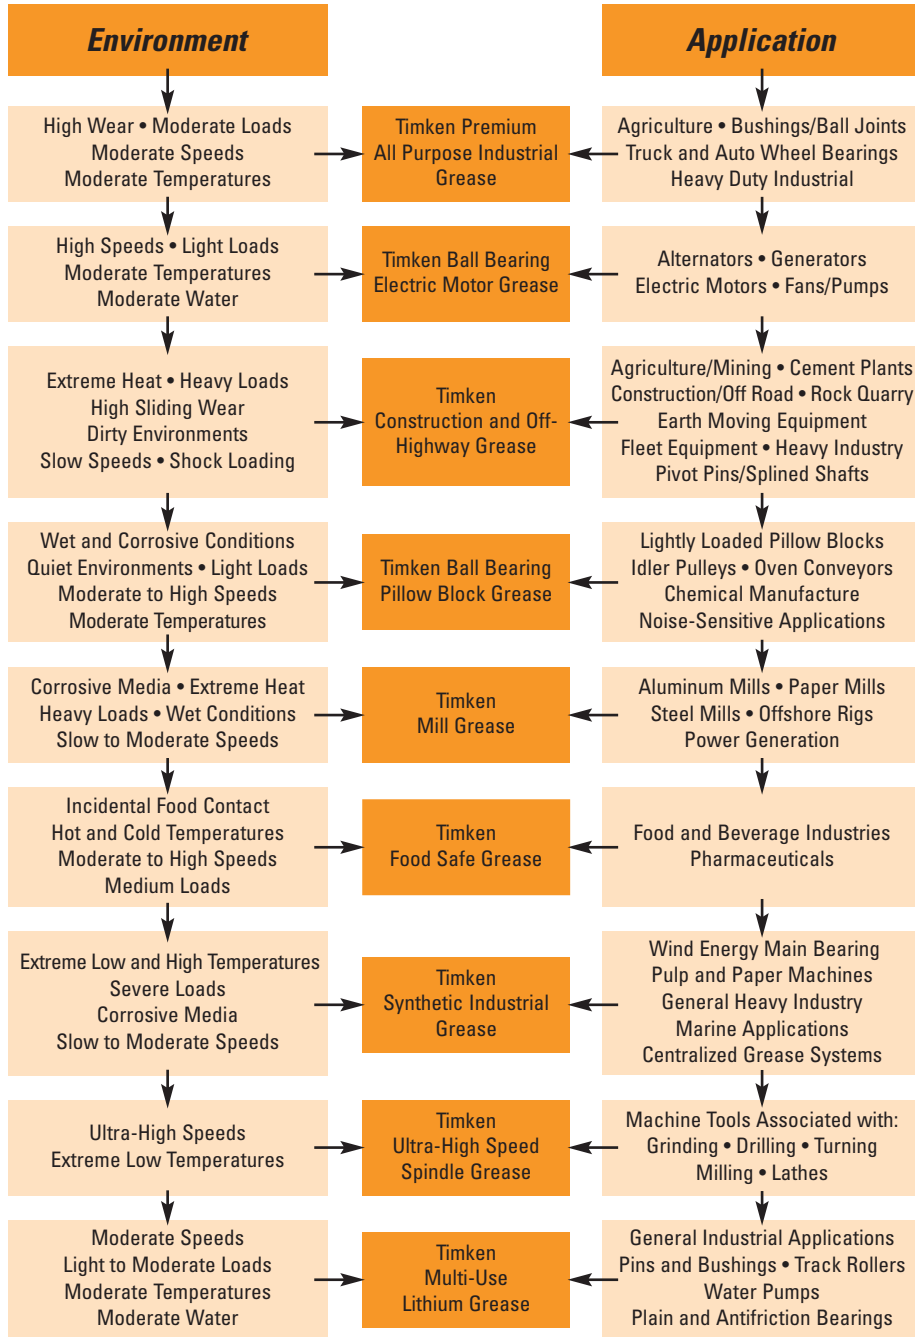 Environment
Application
High Wear • Moderate Loads
Moderate Speeds
Moderate Temperatures
Timken Premium
All Purpose Industrial
Grease
Agriculture • Bushings/Ball Joints
Truck and Auto Wheel Bearings
Heavy Duty Industrial
High Speeds • Light Loads
Moderate Temperatures
Moderate Water
Timken Ball Bearing
Electric Motor Grease
Alternators • Generators
Electric Motors • Fans/Pumps
Extreme Heat • Heavy Loads
High Sliding Wear
Dirty Environments
Slow Speeds • Shock Loading
Timken
Construction and Off-
Highway Grease
Agriculture/Mining • Cement Plants
Construction/Off Road • Rock Quarry
Earth Moving Equipment
Fleet Equipment • Heavy Industry
Pivot Pins/Splined Shafts
Wet and Corrosive Conditions
Quiet Environments • Light Loads
Moderate to High Speeds
Moderate Temperatures
Timken Ball Bearing
Pillow Block Grease
Lightly Loaded Pillow Blocks
Idler Pulleys • Oven Conveyors
Chemical Manufacture
Noise-Sensitive Applications
Corrosive Media • Extreme Heat
Heavy Loads • Wet Conditions
Slow to Moderate Speeds
Timken
Mill Grease
Aluminum Mills • Paper Mills
Steel Mills • Offshore Rigs
Power Generation
Incidental Food Contact
Hot and Cold Temperatures
Moderate to High Speeds
Medium Loads
Timken
Food Safe Grease
Food and Beverage Industries
Pharmaceuticals
Extreme Low and High Temperatures
Severe Loads
Corrosive Media
Slow to Moderate Speeds
Timken
Synthetic Industrial
Grease
Wind Energy Main Bearing
Pulp and Paper Machines
General Heavy Industry
Marine Applications
Centralized Grease Systems
Ultra-High Speeds
Extreme Low Temperatures
Timken
Ultra-High Speed
Spindle Grease
Machine Tools Associated with:
Grinding • Drilling • Turning
Milling • Lathes
Moderate Speeds
Light to Moderate Loads
Moderate Temperatures
Moderate Water
Timken
Multi-Use
Lithium Grease
General Industrial Applications
Pins and Bushings • Track Rollers
Water Pumps
Plain and Antifriction Bearings